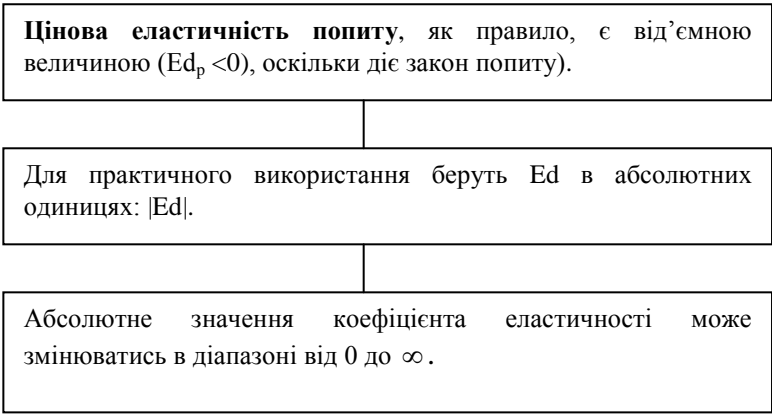 Цінова еластичність попиту, як правило, є від’ємною
величиною (Edp <0), оскільки діє закон попиту).
Для практичного використання беруть Ed в абсолютних
одиницях: |Ed|.
Абсолютне значення коефіцієнта еластичності може
змінюватись в діапазоні від 0 до ∞.